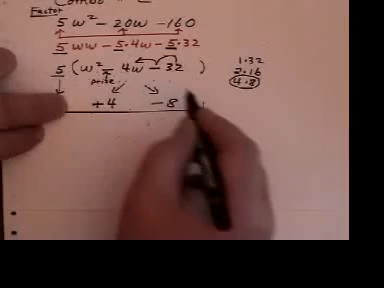 Factor
5w² - 20w - 160
5ww - 5·4w - 5·32
5(w² - 4w - 32)
1·32
2·16
4·8
+4 -8